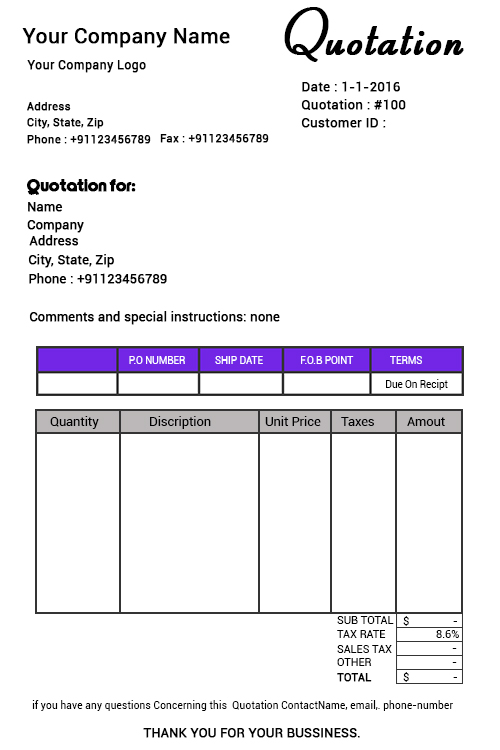 Your Company Name
Quotation
Your Company Logo
Date : 1-1-2016
Quotation : #100
Customer ID :
Address
City, State, Zip
Phone : +91123456789 Fax : +91123456789
Quotation for:
Name
Company
Address
City, State, Zip
Phone : +91123456789
Comments and special instructions: none
P.O NUMBER SHIP DATE F.O.B POINT TERMS
Due On Recipt
Quantity Discription Unit Price Taxes Amout
SUB TOTAL $ -
TAX RATE 8.6%
SALES TAX -
OTHER -
TOTAL $ -
if you have any questions Concerning this Quotation ContactName, email,. phone-number
THANK YOU FOR YOUR BUSSINESS.